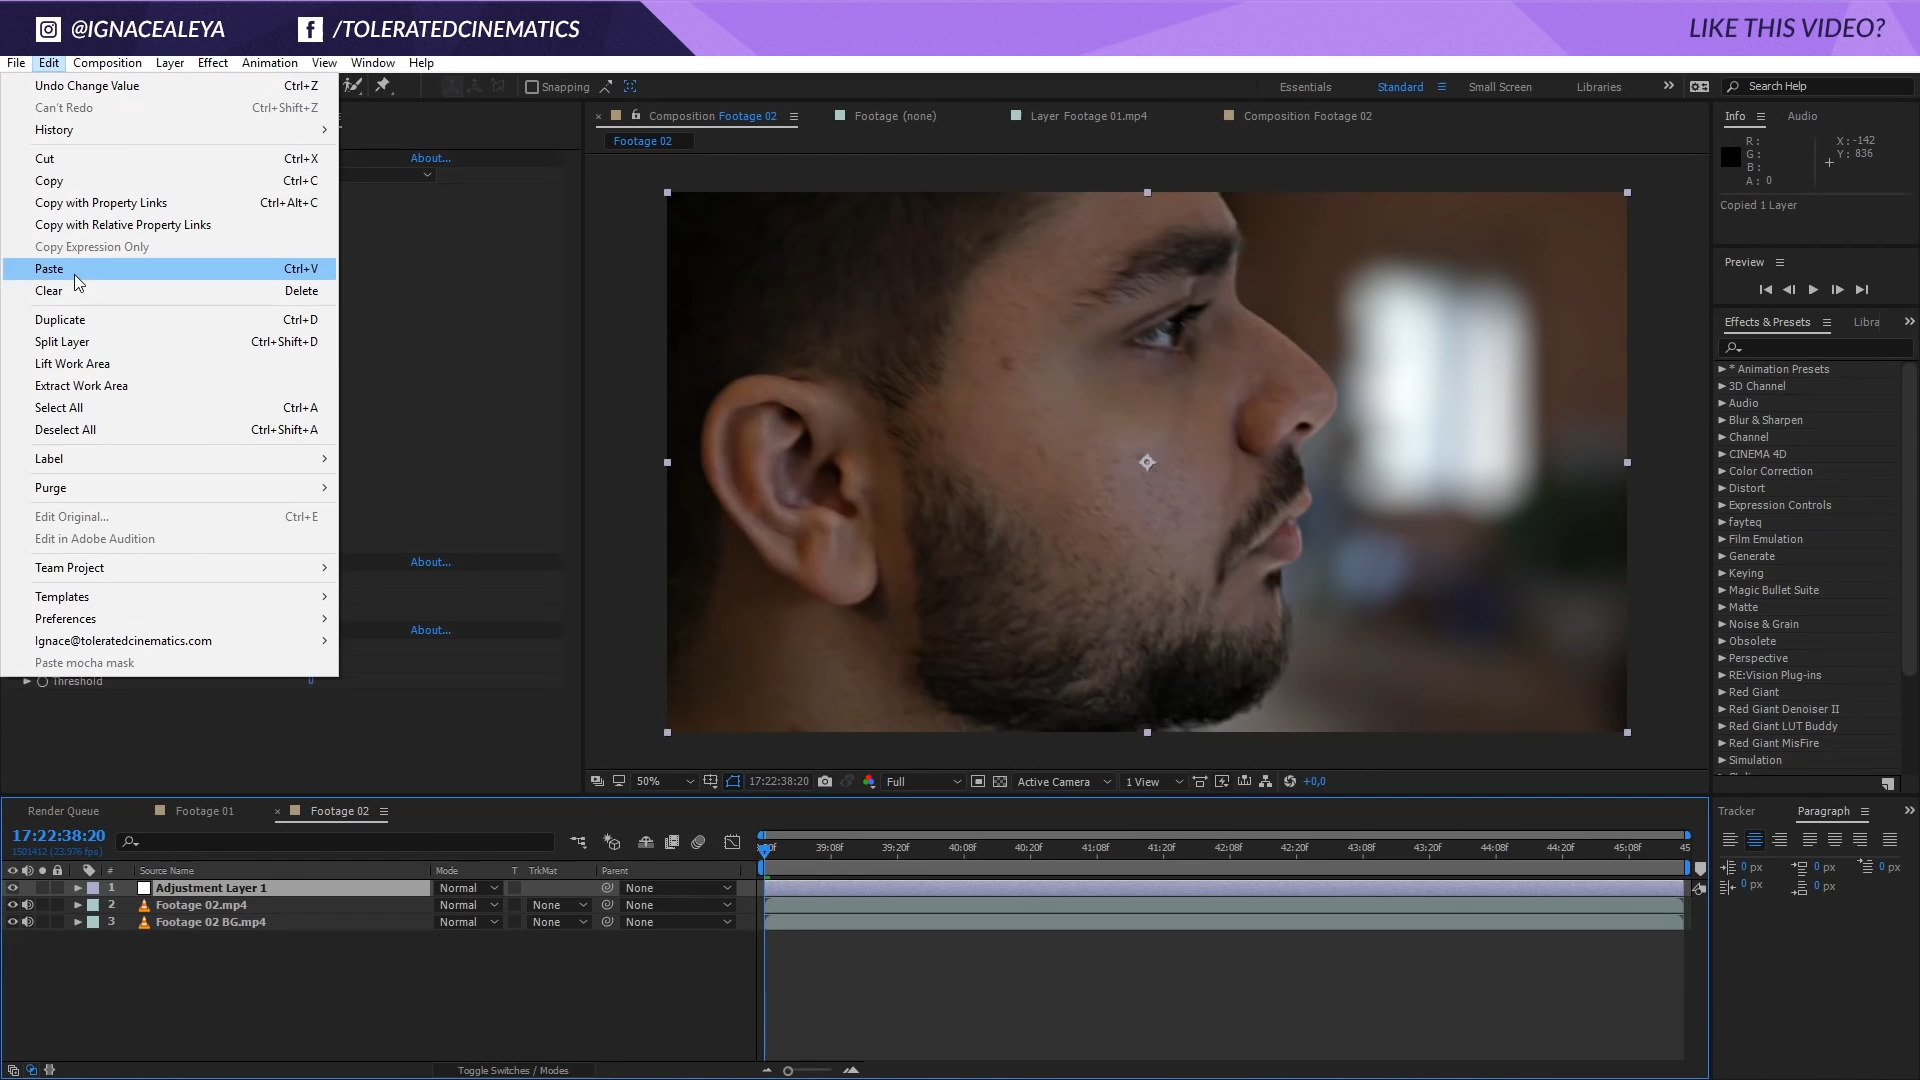 @IGNACEALEYA
/TOLERATEDCINEMATICS
LIKE THIS VIDEO?
File Edit Composition Layer Effect Animation View Window Help
Undo Change Value Ctrl+Z
Can't Redo Ctrl+Shift+Z
History
Cut Ctrl+X
Copy Ctrl+C
Copy with Property Links Ctrl+Alt+C
Copy with Relative Property Links
Copy Expression Only
Paste Ctrl+V
Clear Delete
Duplicate Ctrl+D
Split Layer Ctrl+Shift+D
Lift Work Area
Extract Work Area
Select All Ctrl+A
Deselect All Ctrl+Shift+A
Label
Purge
Edit Original... Ctrl+E
Edit in Adobe Audition
Team Project
Templates
Preferences
Ignace@toleratedcinematics.com
Paste mocha mask
Threshold 0
About...
About...
About...
Snapping
Essentials Standard Small Screen Libraries Search Help
Composition Footage 02 Footage (none) Layer Footage 01.mp4 Composition Footage 02
Footage 02
Info Audio
R:
G:
B:
A: 0
X: -142
Y: 836
Copied 1 Layer
Preview
Effects & Presets Libra
* Animation Presets
3D Channel
Audio
Blur & Sharpen
Channel
CINEMA 4D
Color Correction
Distort
Expression Controls
fayteq
Film Emulation
Generate
Keying
Magic Bullet Suite
Matte
Noise & Grain
Obsolete
Perspective
RE:Vision Plug-ins
Red Giant
Red Giant Denoiser II
Red Giant LUT Buddy
Red Giant MisFire
Simulation
50% 17:22:38:20 Full Active Camera 1 View +0,0
Render Queue Footage 01 Footage 02
17:22:38:20
1501412 (23.976 fps)
39:08f 39:20f 40:08f 40:20f 41:08f 41:20f 42:08f 42:20f 43:08f 43:20f 44:08f 44:20f 45:08f 45
# Source Name Mode T TrkMat Parent
1 Adjustment Layer 1 Normal None
2 Footage 02.mp4 Normal None None
3 Footage 02 BG.mp4 Normal None None
Toggle Switches / Modes
Tracker Paragraph
0 px 0 px 0 px
0 px 0 px